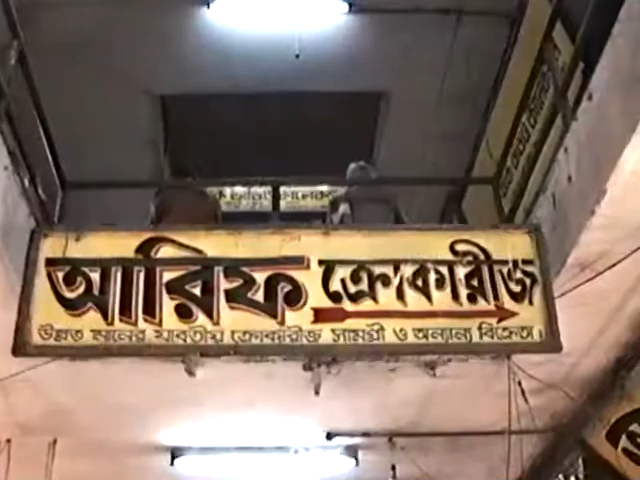 আরিফ ক্রোকারীজ
উন্নত মানের যাবতীয় ক্রোকারীজ সামগ্রী ও অন্যান্য বিক্রেতা।